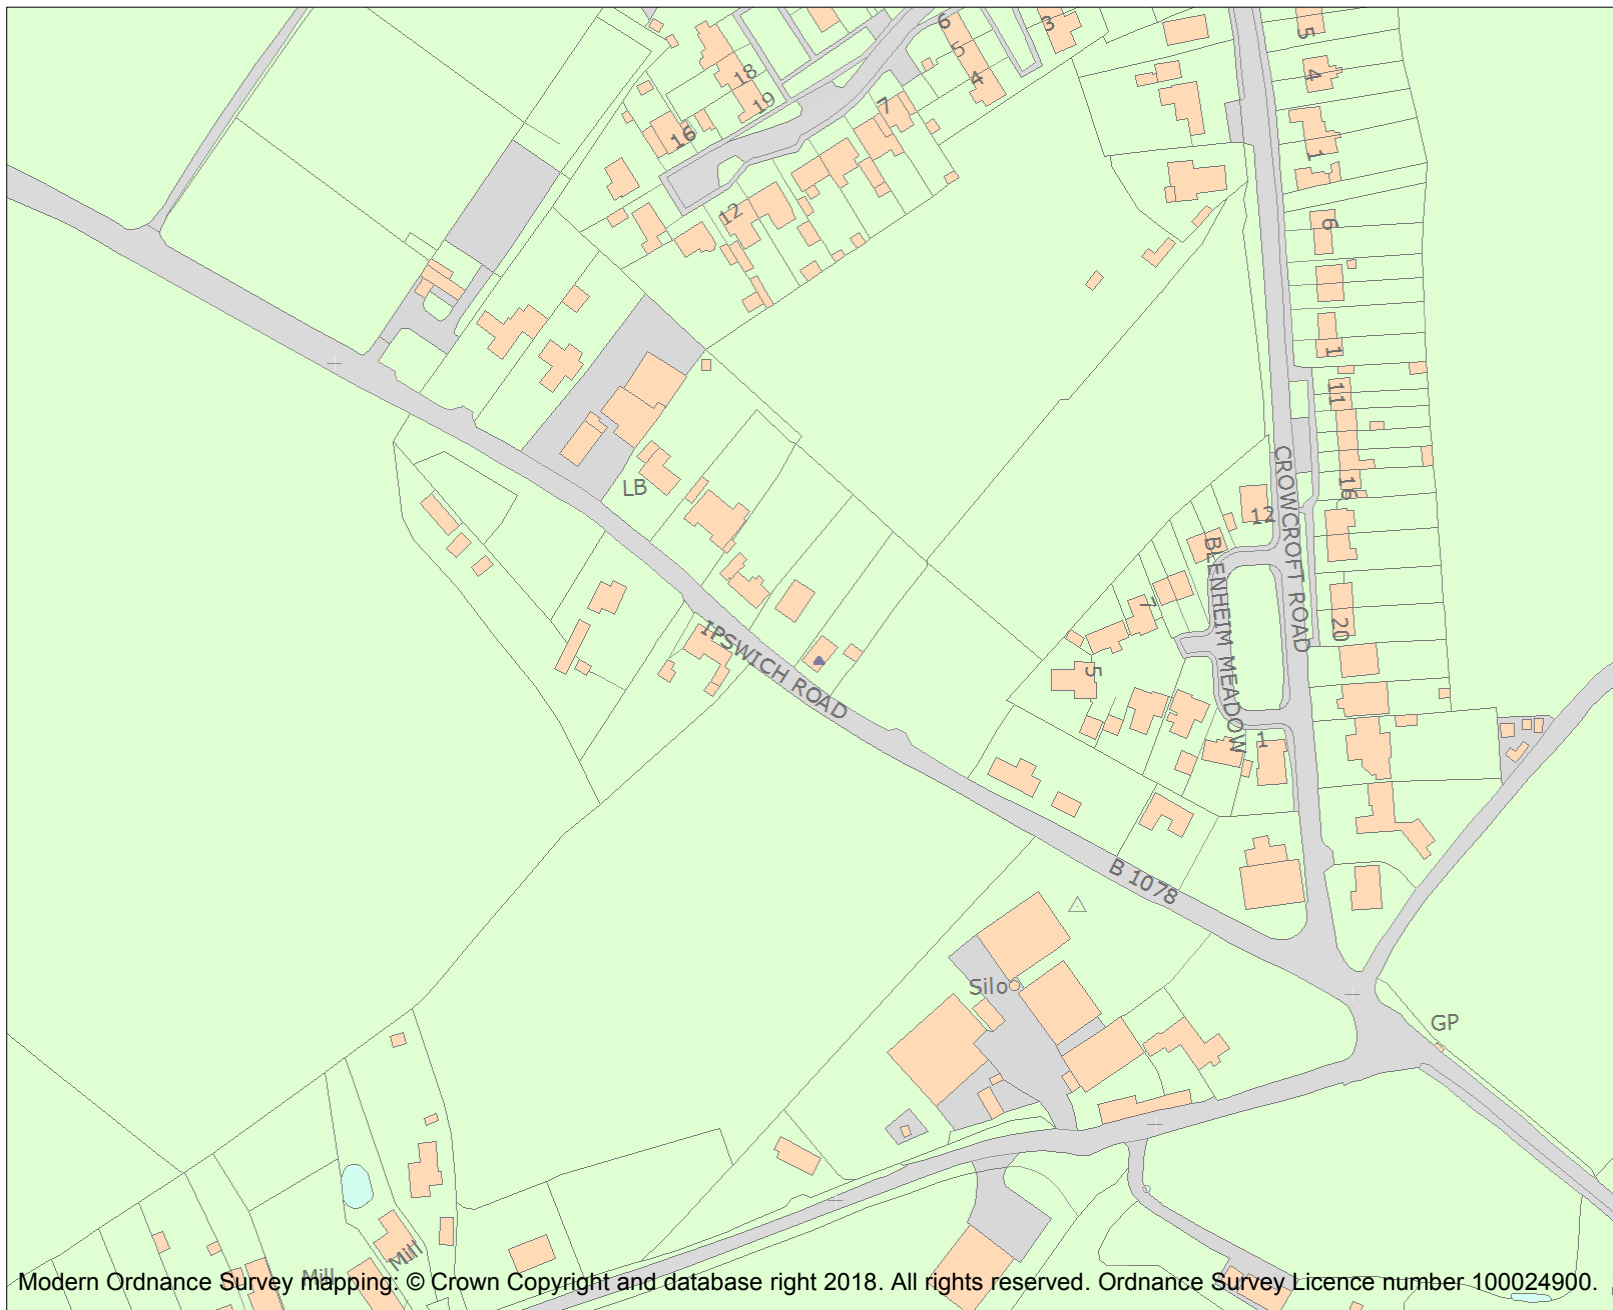 6
3
5
5
18
4
4
19
7
16
1
12
6
1
11
LB
16
12
CROWCROFT ROAD
BLENHEIM MEADOW
7
20
IPSWICH ROAD
5
1
B 1078
Silo
GP
Mill
Mill
Modern Ordnance Survey mapping: © Crown Copyright and database right 2018. All rights reserved. Ordnance Survey Licence number 100024900.